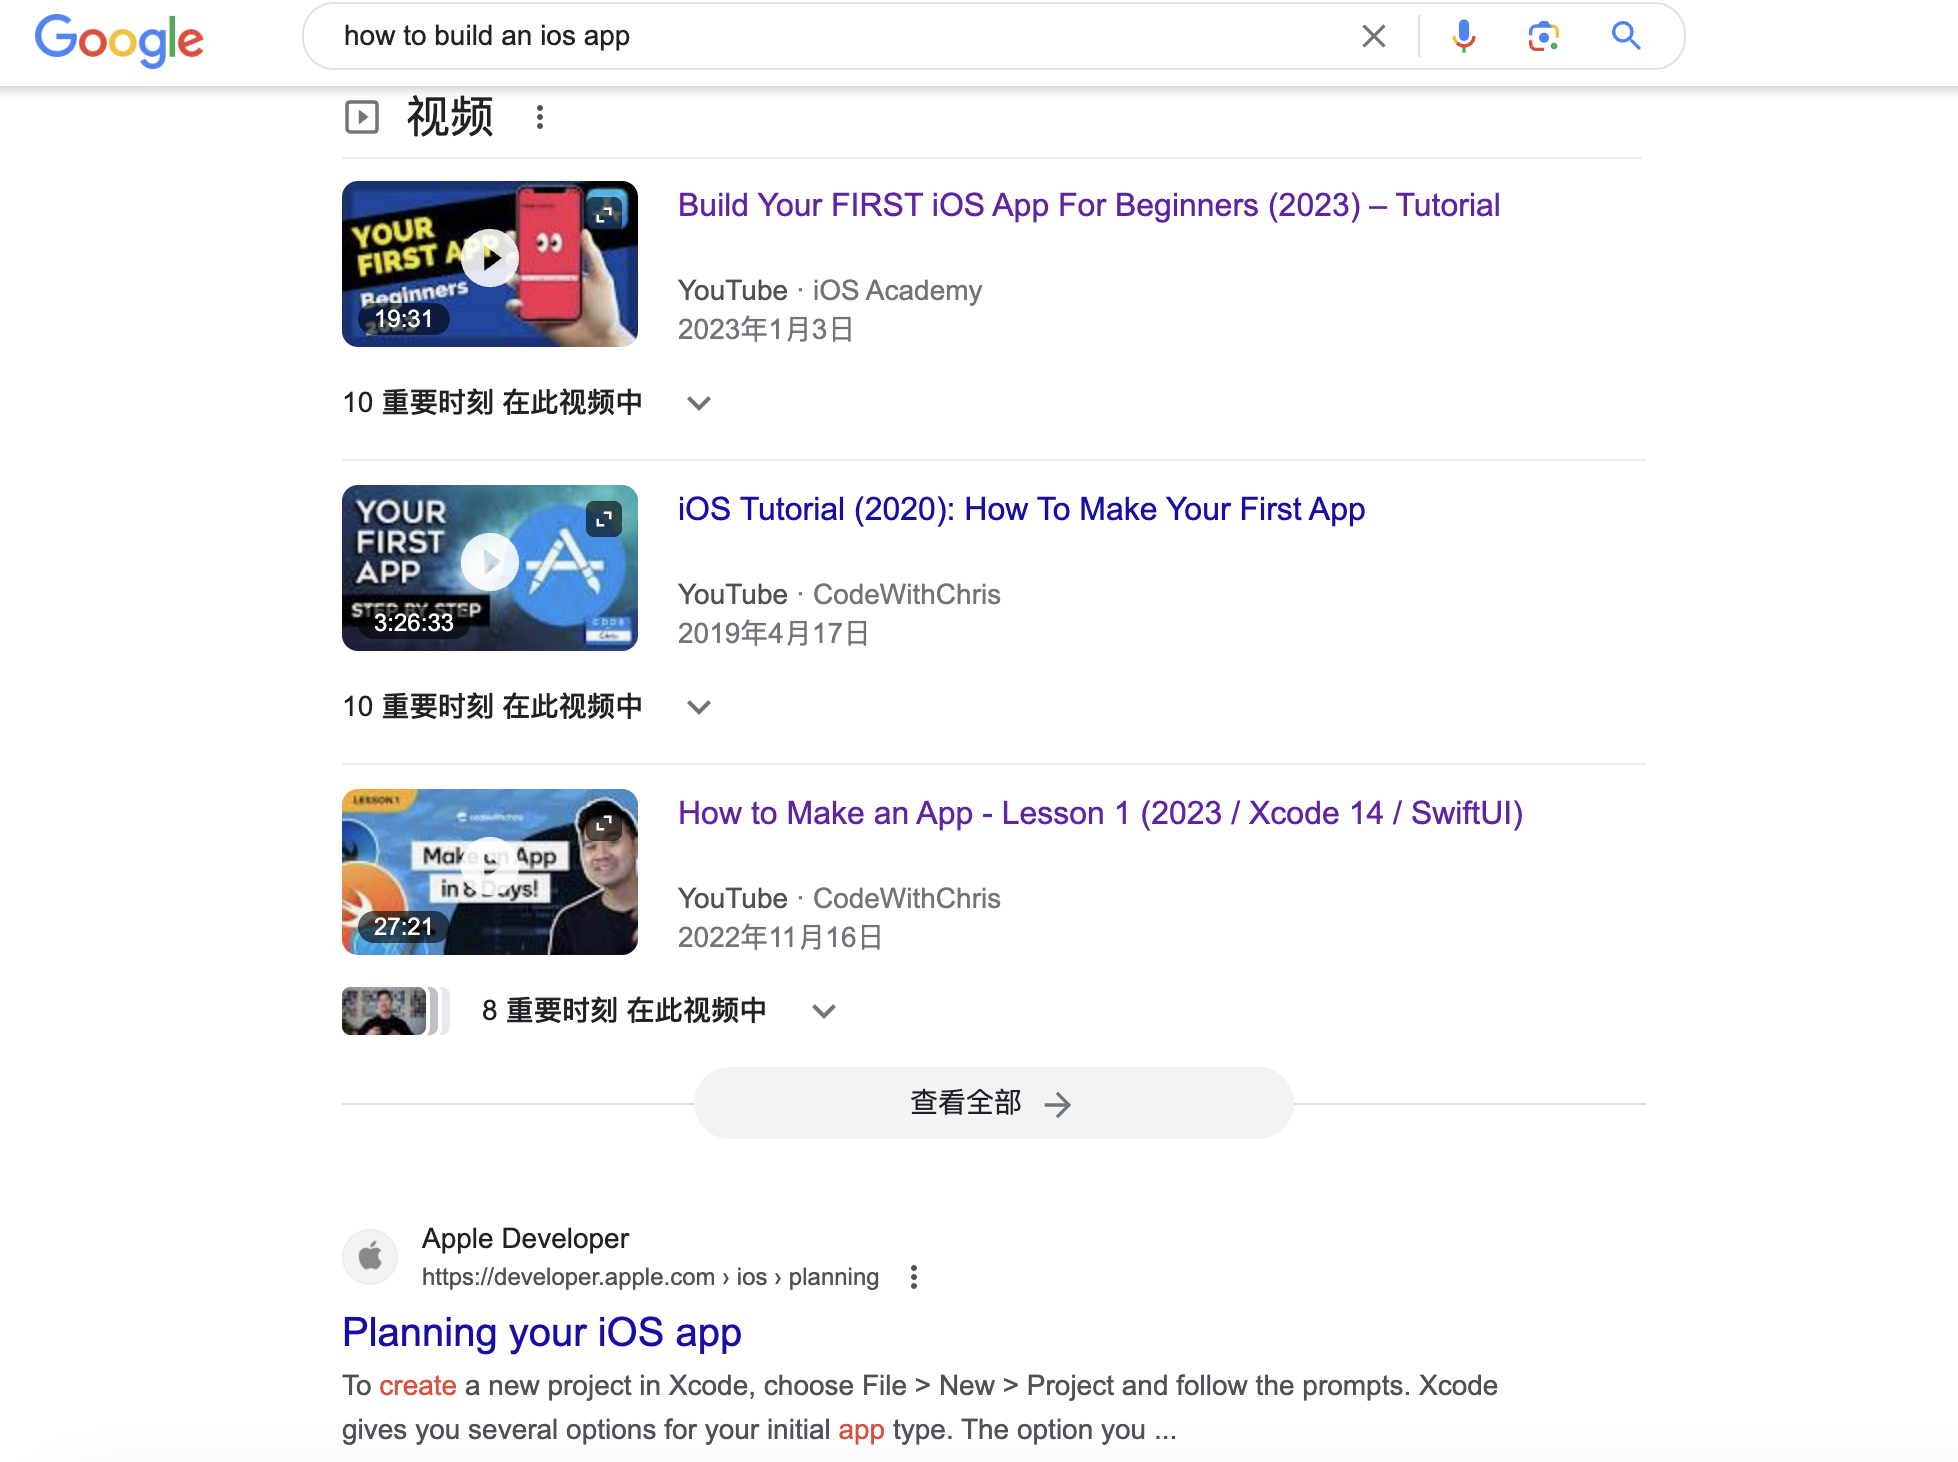 Google
how to build an ios app
视频
YOUR
FIRST APP
Beginners
19:31
Build Your FIRST iOS App For Beginners (2023) – Tutorial
YouTube · iOS Academy
2023年1月3日
10 重要时刻 在此视频中
YOUR
FIRST
APP
STEP BY STEP
3:26:33
CODE
iOS Tutorial (2020): How To Make Your First App
YouTube · CodeWithChris
2019年4月17日
10 重要时刻 在此视频中
LESSON 1
codewithchris
Make an App
in 8 Days!
27:21
How to Make an App - Lesson 1 (2023 / Xcode 14 / SwiftUI)
YouTube · CodeWithChris
2022年11月16日
8 重要时刻 在此视频中
查看全部
Apple Developer
https://developer.apple.com › ios › planning
Planning your iOS app
To create a new project in Xcode, choose File > New > Project and follow the prompts. Xcode
gives you several options for your initial app type. The option you ...